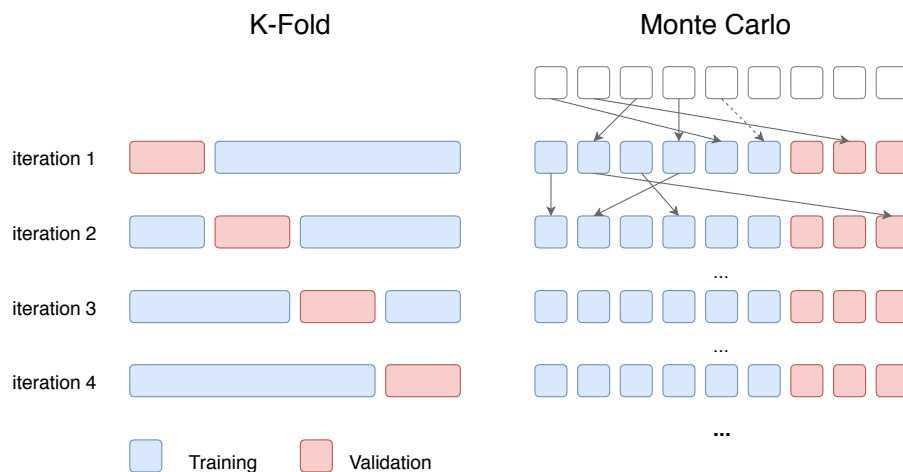 K-Fold
Monte Carlo
iteration 1
iteration 2
...
iteration 3
...
iteration 4
...
Training
Validation